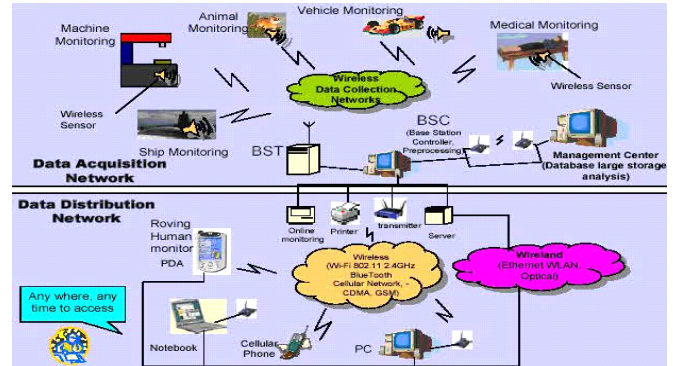 Machine
Monitoring
Animal
Monitoring
Vehicle Monitoring
Medical Monitoring
Wireless
Data Collection
Networks
Wireless Sensor
Wireless
Sensor
Ship Monitoring
BST
BSC
(Base Station
Controller,
Preprocessing)
Management Center
(Database large storage,
analysis)
Data Acquisition
Network
Data Distribution
Network
Online
monitoring
Printer
transmitter
Server
Roving
Human
monitor
PDA
Wireless
(Wi-Fi 802.11 2.4GHz
BlueTooth
Cellular Network, -
CDMA, GSM)
Wireland
(Ethernet WLAN,
Optical)
Any where, any
time to access
Notebook
Cellular
Phone
PC